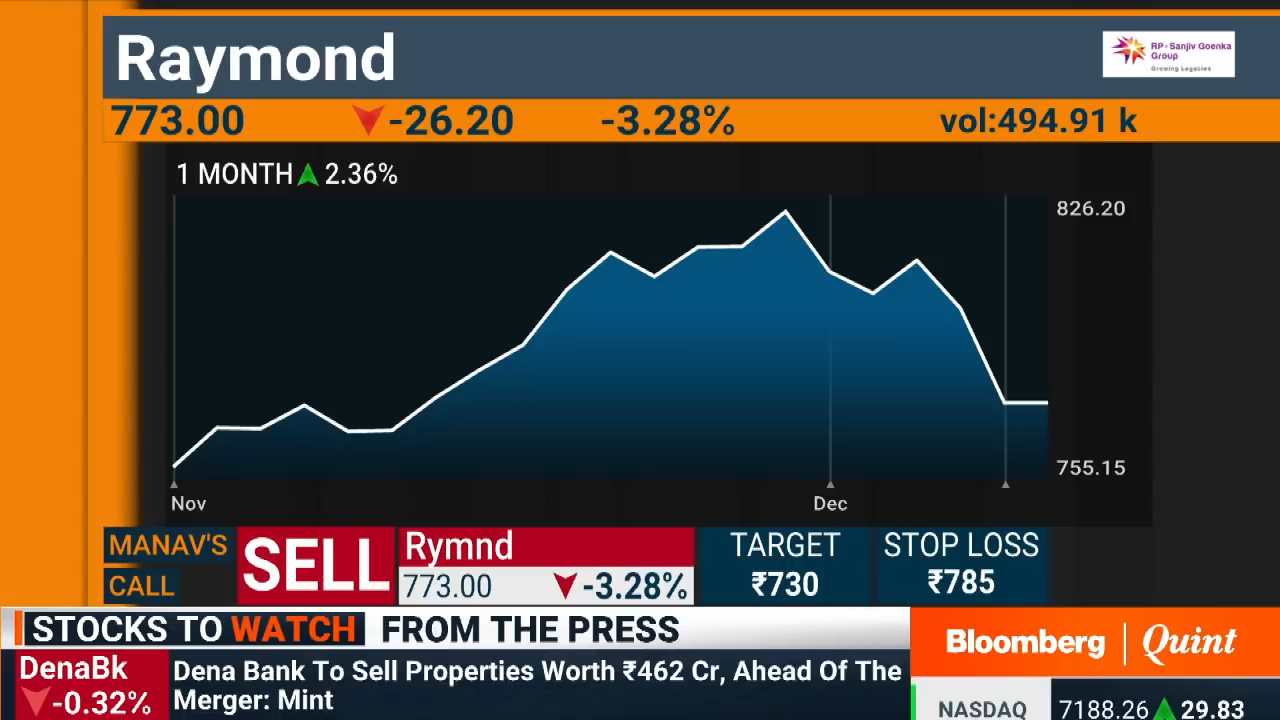 Raymond
RP-Sanjiv Goenka
Group
Growing Legacies
773.00 -26.20 -3.28% vol:494.91 k
1 MONTH 2.36%
826.20
755.15
Nov Dec
MANAV'S
CALL
SELL
Rymnd
773.00 -3.28%
TARGET
₹730
STOP LOSS
₹785
STOCKS TO WATCH FROM THE PRESS
DenaBk
-0.32%
Dena Bank To Sell Properties Worth ₹462 Cr, Ahead Of The
Merger: Mint
Bloomberg | Quint
NASDAQ 7188.26 29.83